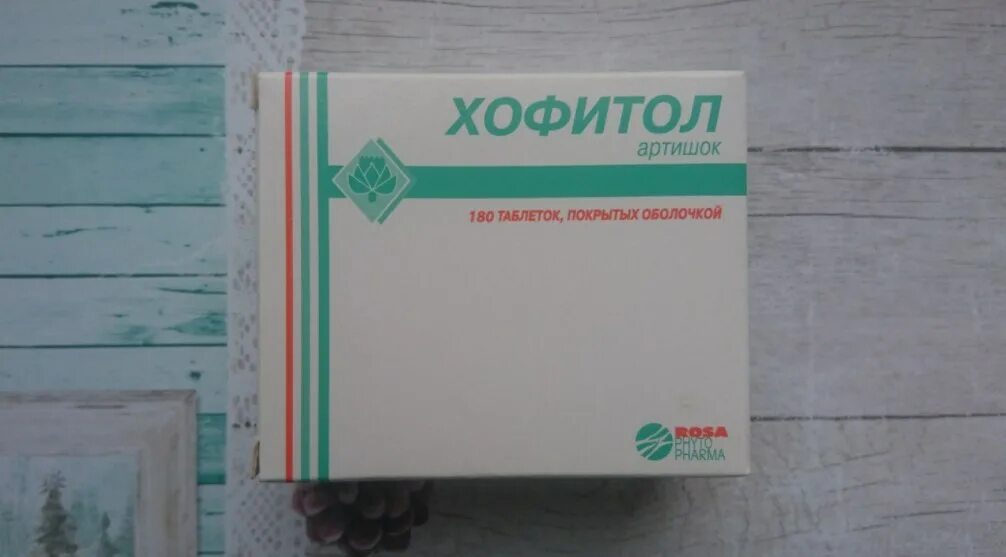 ХОФИТОЛ
артишок
180 ТАБЛЕТОК, ПОКРЫТЫХ ОБОЛОЧКОЙ
ROSA
PHYTO
PHARMA